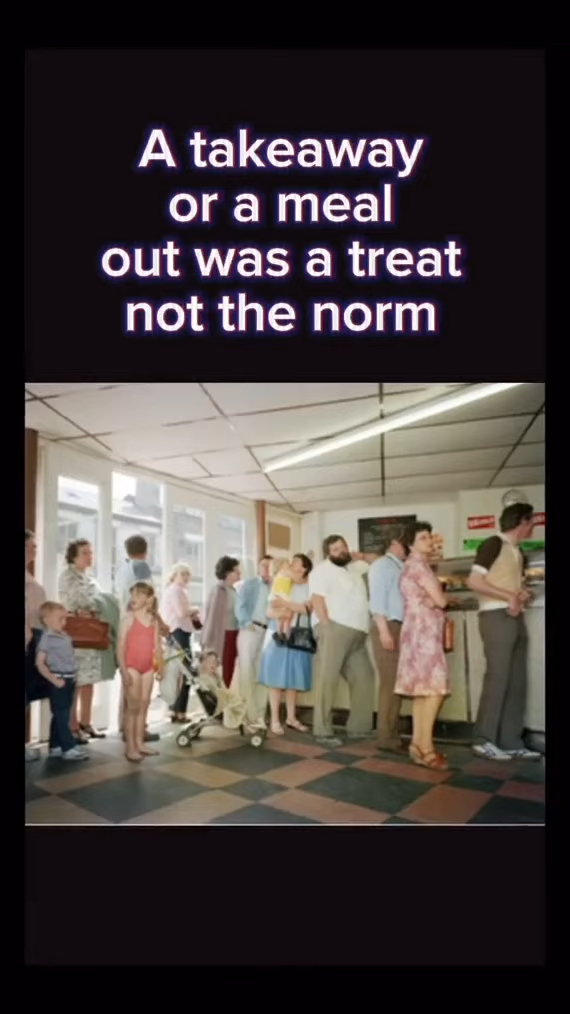 A takeaway
or a meal
out was a treat
not the norm